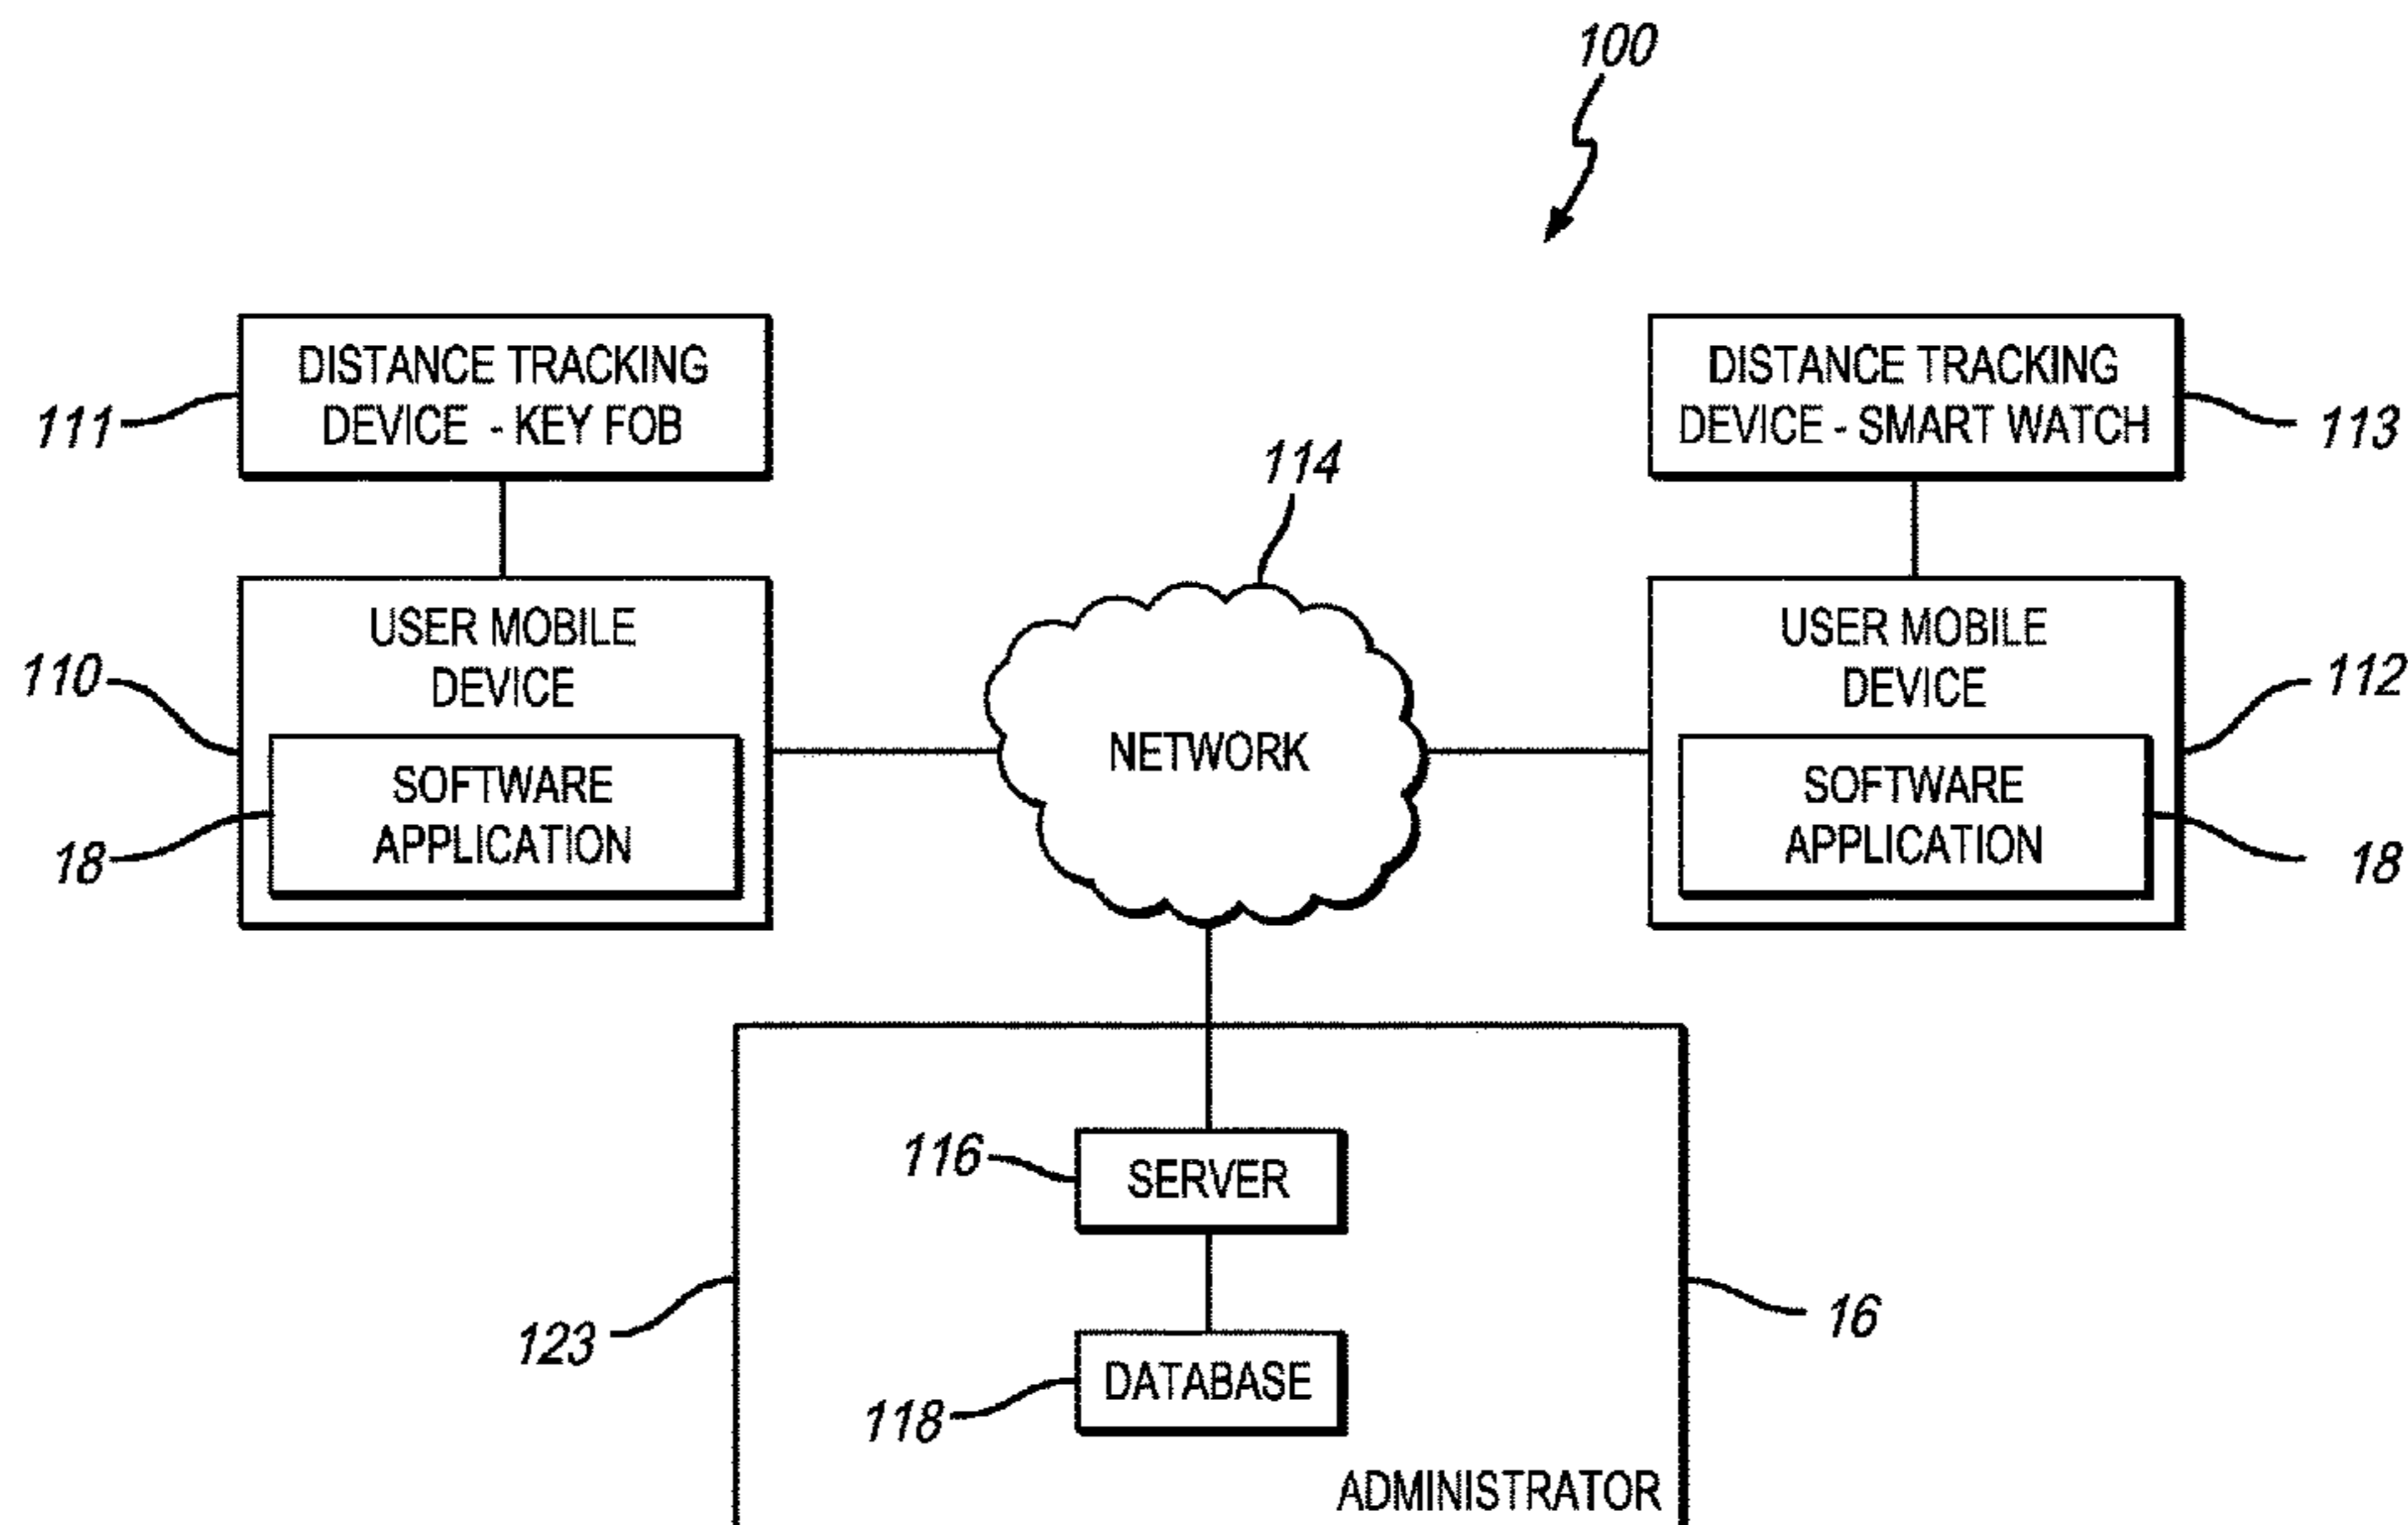 100
DISTANCE TRACKING
DEVICE - KEY FOB
111
DISTANCE TRACKING
DEVICE - SMART WATCH
113
114
USER MOBILE
DEVICE
110
SOFTWARE
APPLICATION
18
NETWORK
USER MOBILE
DEVICE
112
SOFTWARE
APPLICATION
18
116
SERVER
123
16
118
DATABASE
ADMINISTRATOR